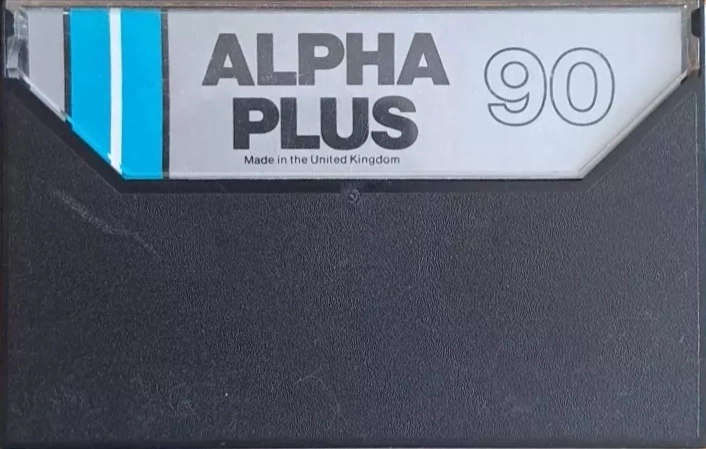 ALPHA
PLUS
90
Made in the United Kingdom